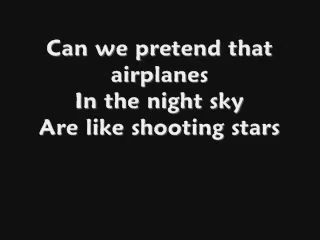 Can we pretend that
airplanes
In the night sky
Are like shooting stars